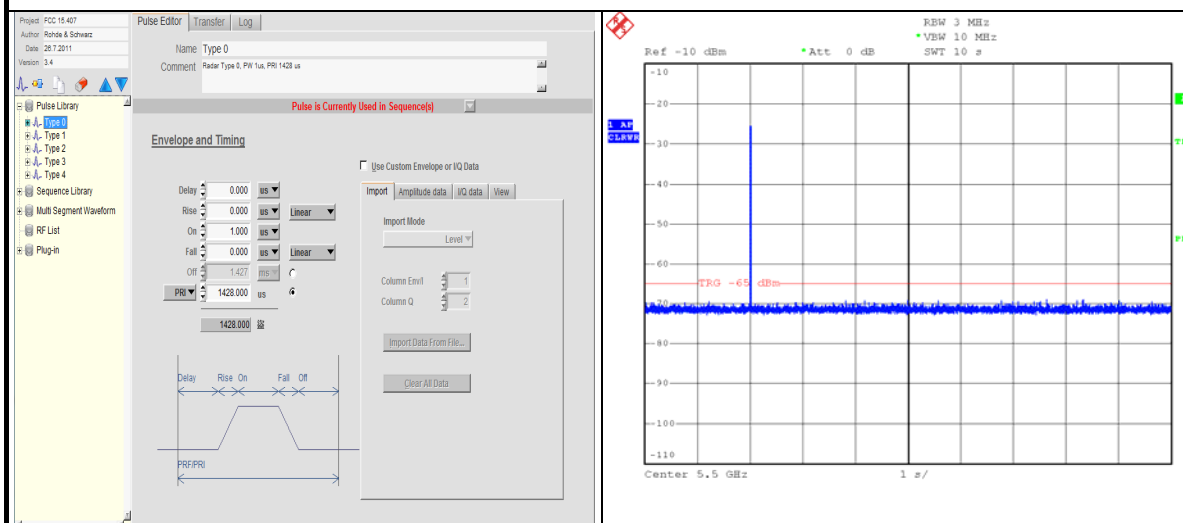 Project FCC 15.407
Author Rohde & Schwarz
Date 26.7.2011
Version 3.4
Pulse Library
Type 0
Type 1
Type 2
Type 3
Type 4
Sequence Library
Multi Segment Waveform
RF List
Plug-in
Pulse Editor Transfer Log
Name Type 0
Comment Radar Type 0, PW 1us, PRI 1428 us
Pulse is Currently Used in Sequence(s)
Envelope and Timing
Delay 0.000 us
Rise 0.000 us Linear
On 1.000 us
Fall 0.000 us Linear
Off 1.427 ms
PRI 1428.000 us
1428.000
Delay Rise On Fall Off
PRF/PRI
Use Custom Envelope or I/Q Data
Import Amplitude data I/Q data View
Import Mode
Level
Column Env/I 1
Column Q 2
Import Data From File...
Clear All Data
RBW 3 MHz
*VBW 10 MHz
Ref -10 dBm *Att 0 dB SWT 10 s
1 AP
CLRWR
-10
-20
-30
-40
-50
-60
TRG -65 dBm
-70
-80
-90
-100
-110
Center 5.5 GHz 1 s/